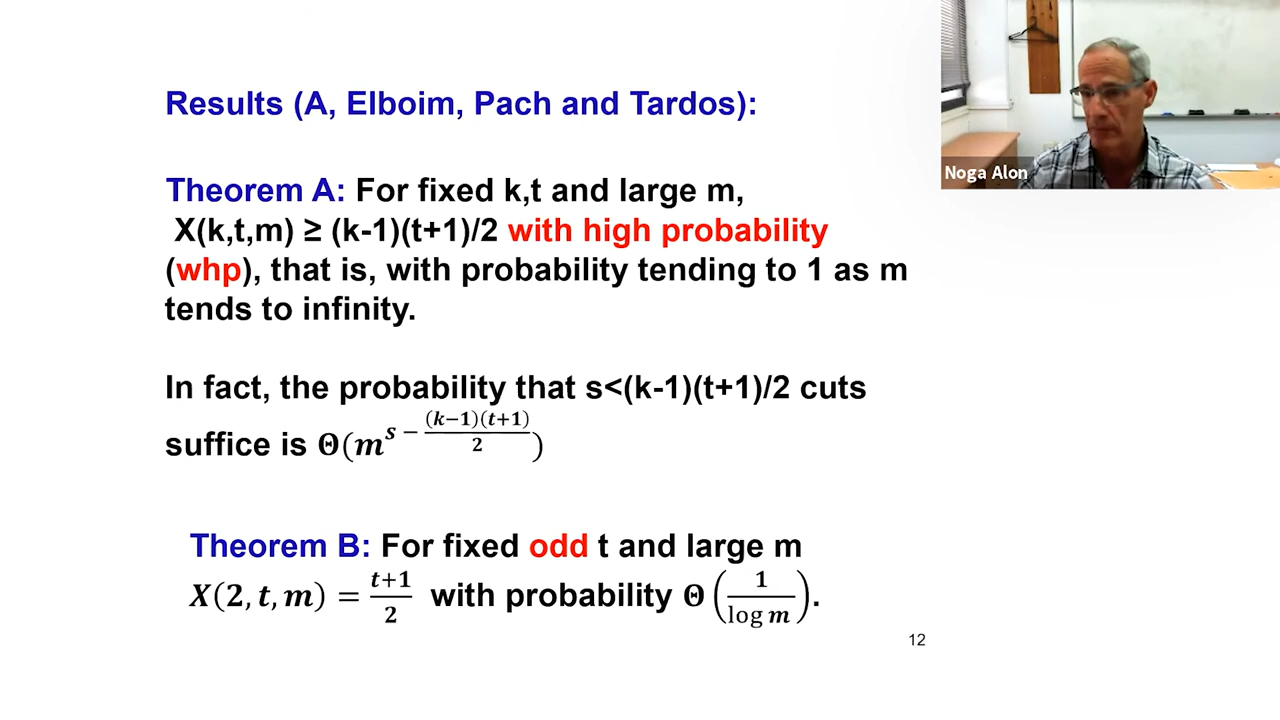 Results (A, Elboim, Pach and Tardos):
Noga Alon
Theorem A: For fixed k,t and large m,
X(k,t,m) ≥ (k-1)(t+1)/2 with high probability
(whp), that is, with probability tending to 1 as m
tends to infinity.
In fact, the probability that s<(k-1)(t+1)/2 cuts
suffice is Θ(m^{s − \frac{(k−1)(t+1)}{2}})
Theorem B: For fixed odd t and large m
X(2, t, m) = \frac{t+1}{2} with probability Θ(\frac{1}{\log m}).
12